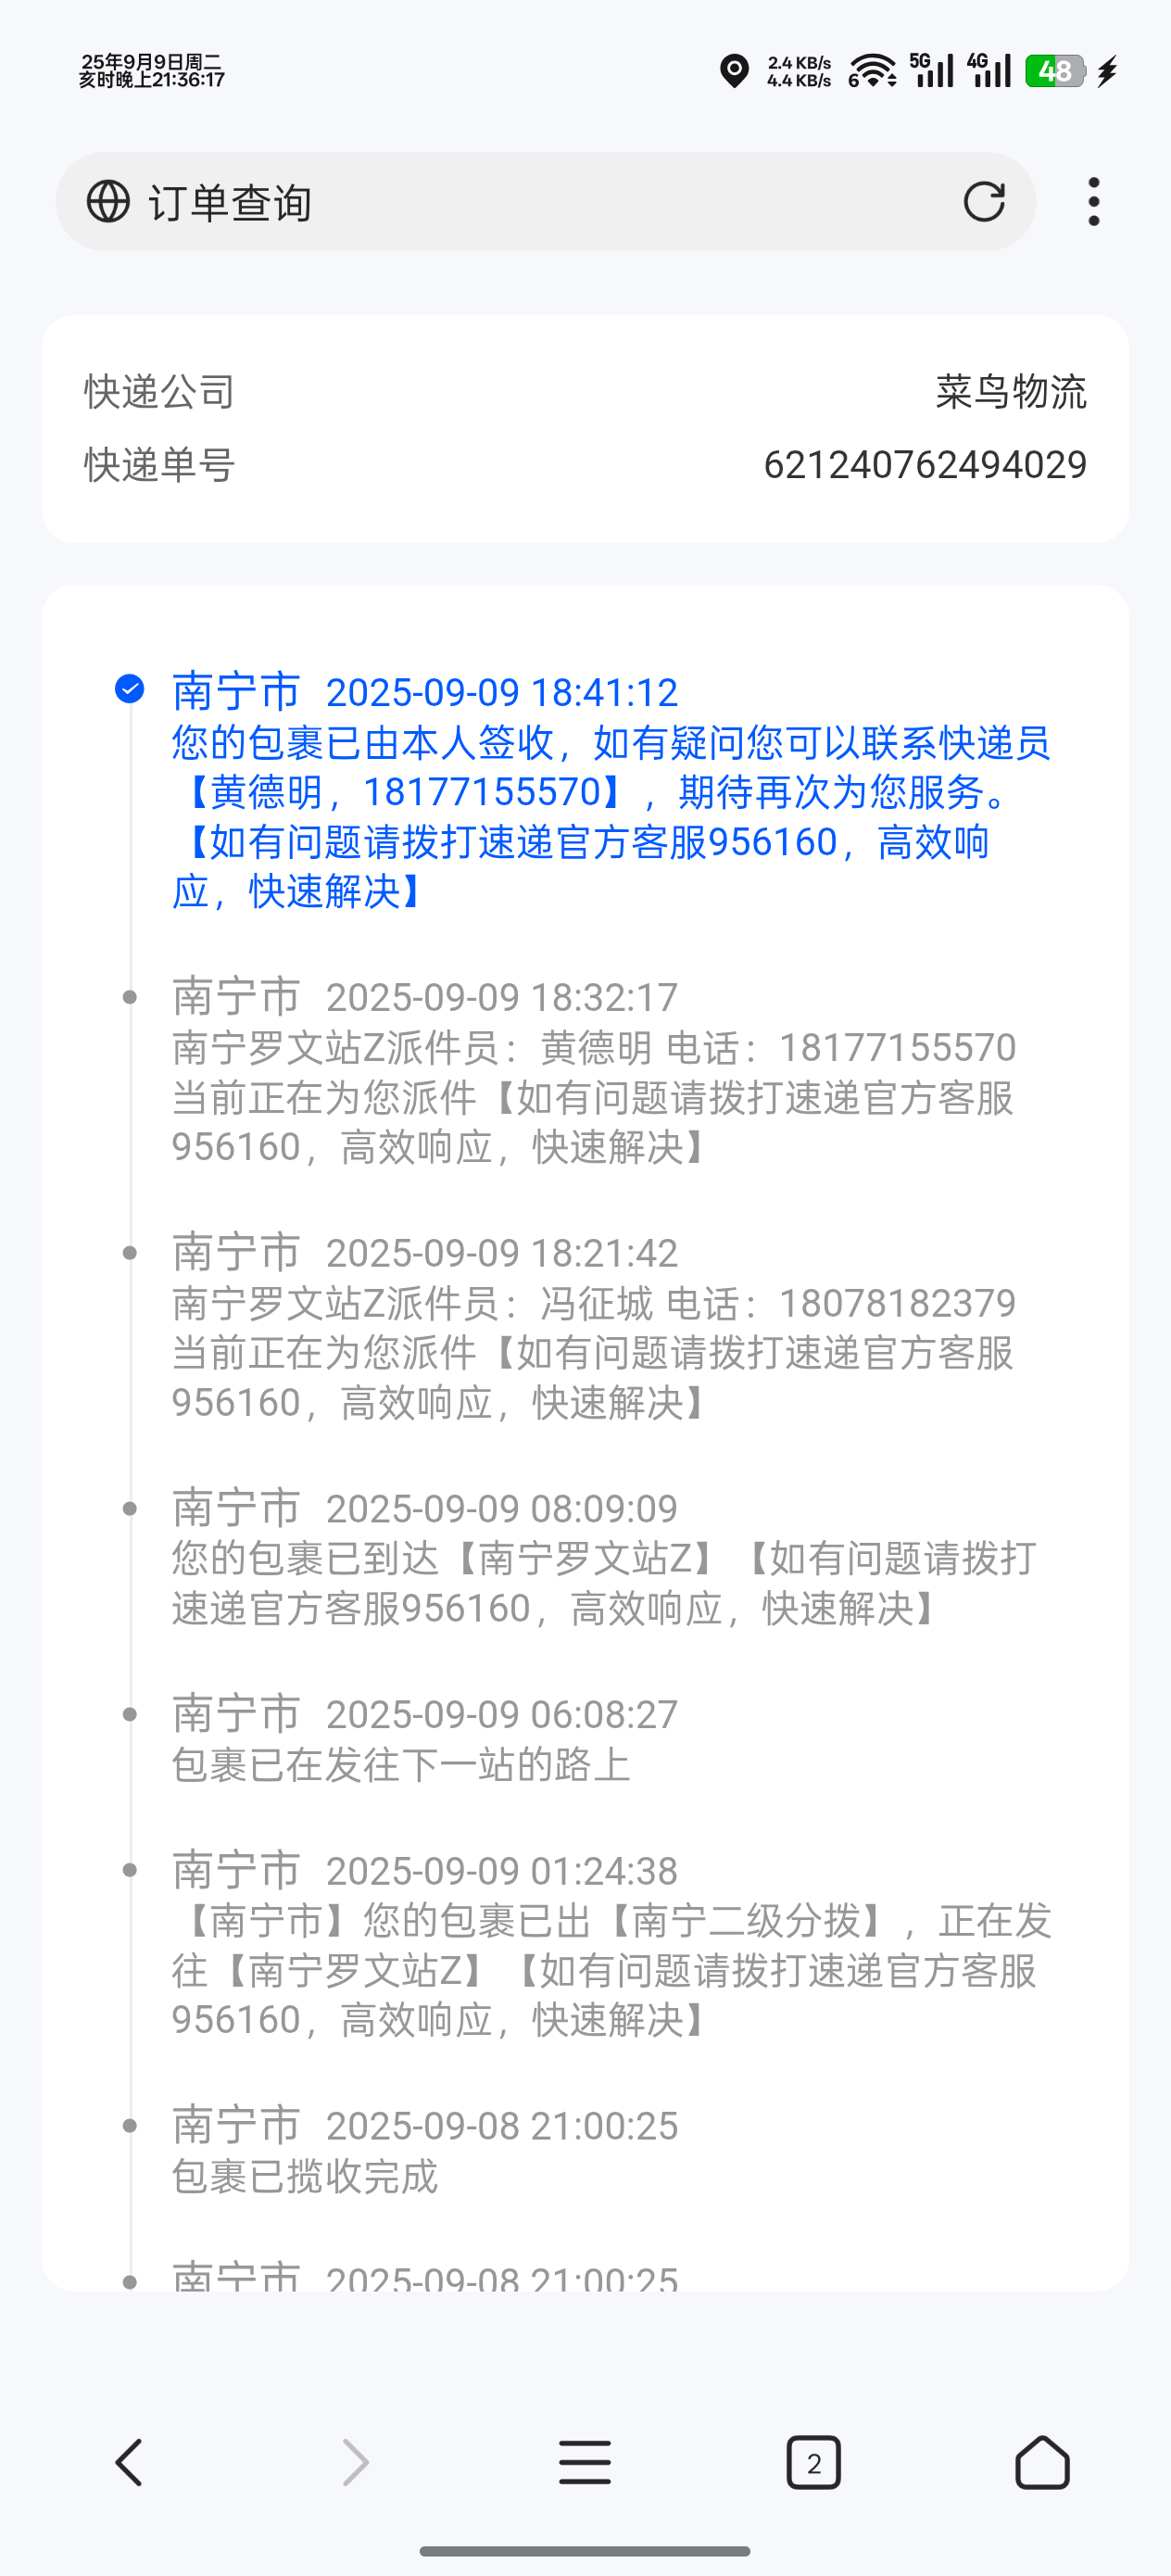 25年9月9日周二
亥时晚上21:36:17
2.4 KB/s
4.4 KB/s
6
5G
4G
48
订单查询
快递公司
菜鸟物流
快递单号
621240762494029
南宁市 2025-09-09 18:41:12
您的包裹已由本人签收，如有疑问您可以联系快递员
【黄德明，18177155570】，期待再次为您服务。
【如有问题请拨打速递官方客服956160，高效响
应，快速解决】
南宁市 2025-09-09 18:32:17
南宁罗文站Z派件员：黄德明 电话：18177155570
当前正在为您派件【如有问题请拨打速递官方客服
956160，高效响应，快速解决】
南宁市 2025-09-09 18:21:42
南宁罗文站Z派件员：冯征城 电话：18078182379
当前正在为您派件【如有问题请拨打速递官方客服
956160，高效响应，快速解决】
南宁市 2025-09-09 08:09:09
您的包裹已到达【南宁罗文站Z】【如有问题请拨打
速递官方客服956160，高效响应，快速解决】
南宁市 2025-09-09 06:08:27
包裹已在发往下一站的路上
南宁市 2025-09-09 01:24:38
【南宁市】您的包裹已出【南宁二级分拨】，正在发
往【南宁罗文站Z】【如有问题请拨打速递官方客服
956160，高效响应，快速解决】
南宁市 2025-09-08 21:00:25
包裹已揽收完成
南宁市 2025-09-08 21:00:25
2